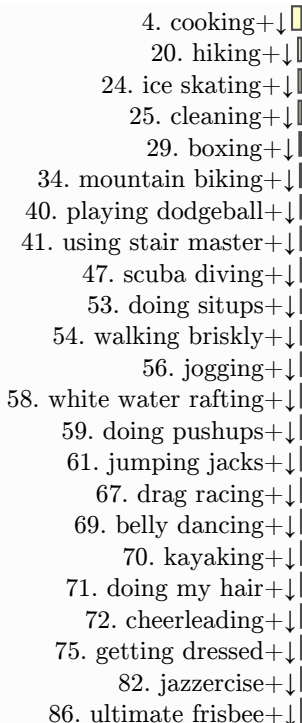 4. cooking+↓
20. hiking+↓
24. ice skating+↓
25. cleaning+↓
29. boxing+↓
34. mountain biking+↓
40. playing dodgeball+↓
41. using stair master+↓
47. scuba diving+↓
53. doing situps+↓
54. walking briskly+↓
56. jogging+↓
58. white water rafting+↓
59. doing pushups+↓
61. jumping jacks+↓
67. drag racing+↓
69. belly dancing+↓
70. kayaking+↓
71. doing my hair+↓
72. cheerleading+↓
75. getting dressed+↓
82. jazzercise+↓
86. ultimate frisbee+↓